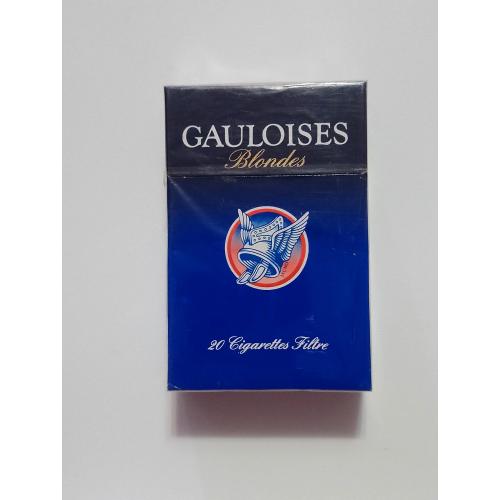 GAULOISES
Blondes
20 Cigarettes Filtre